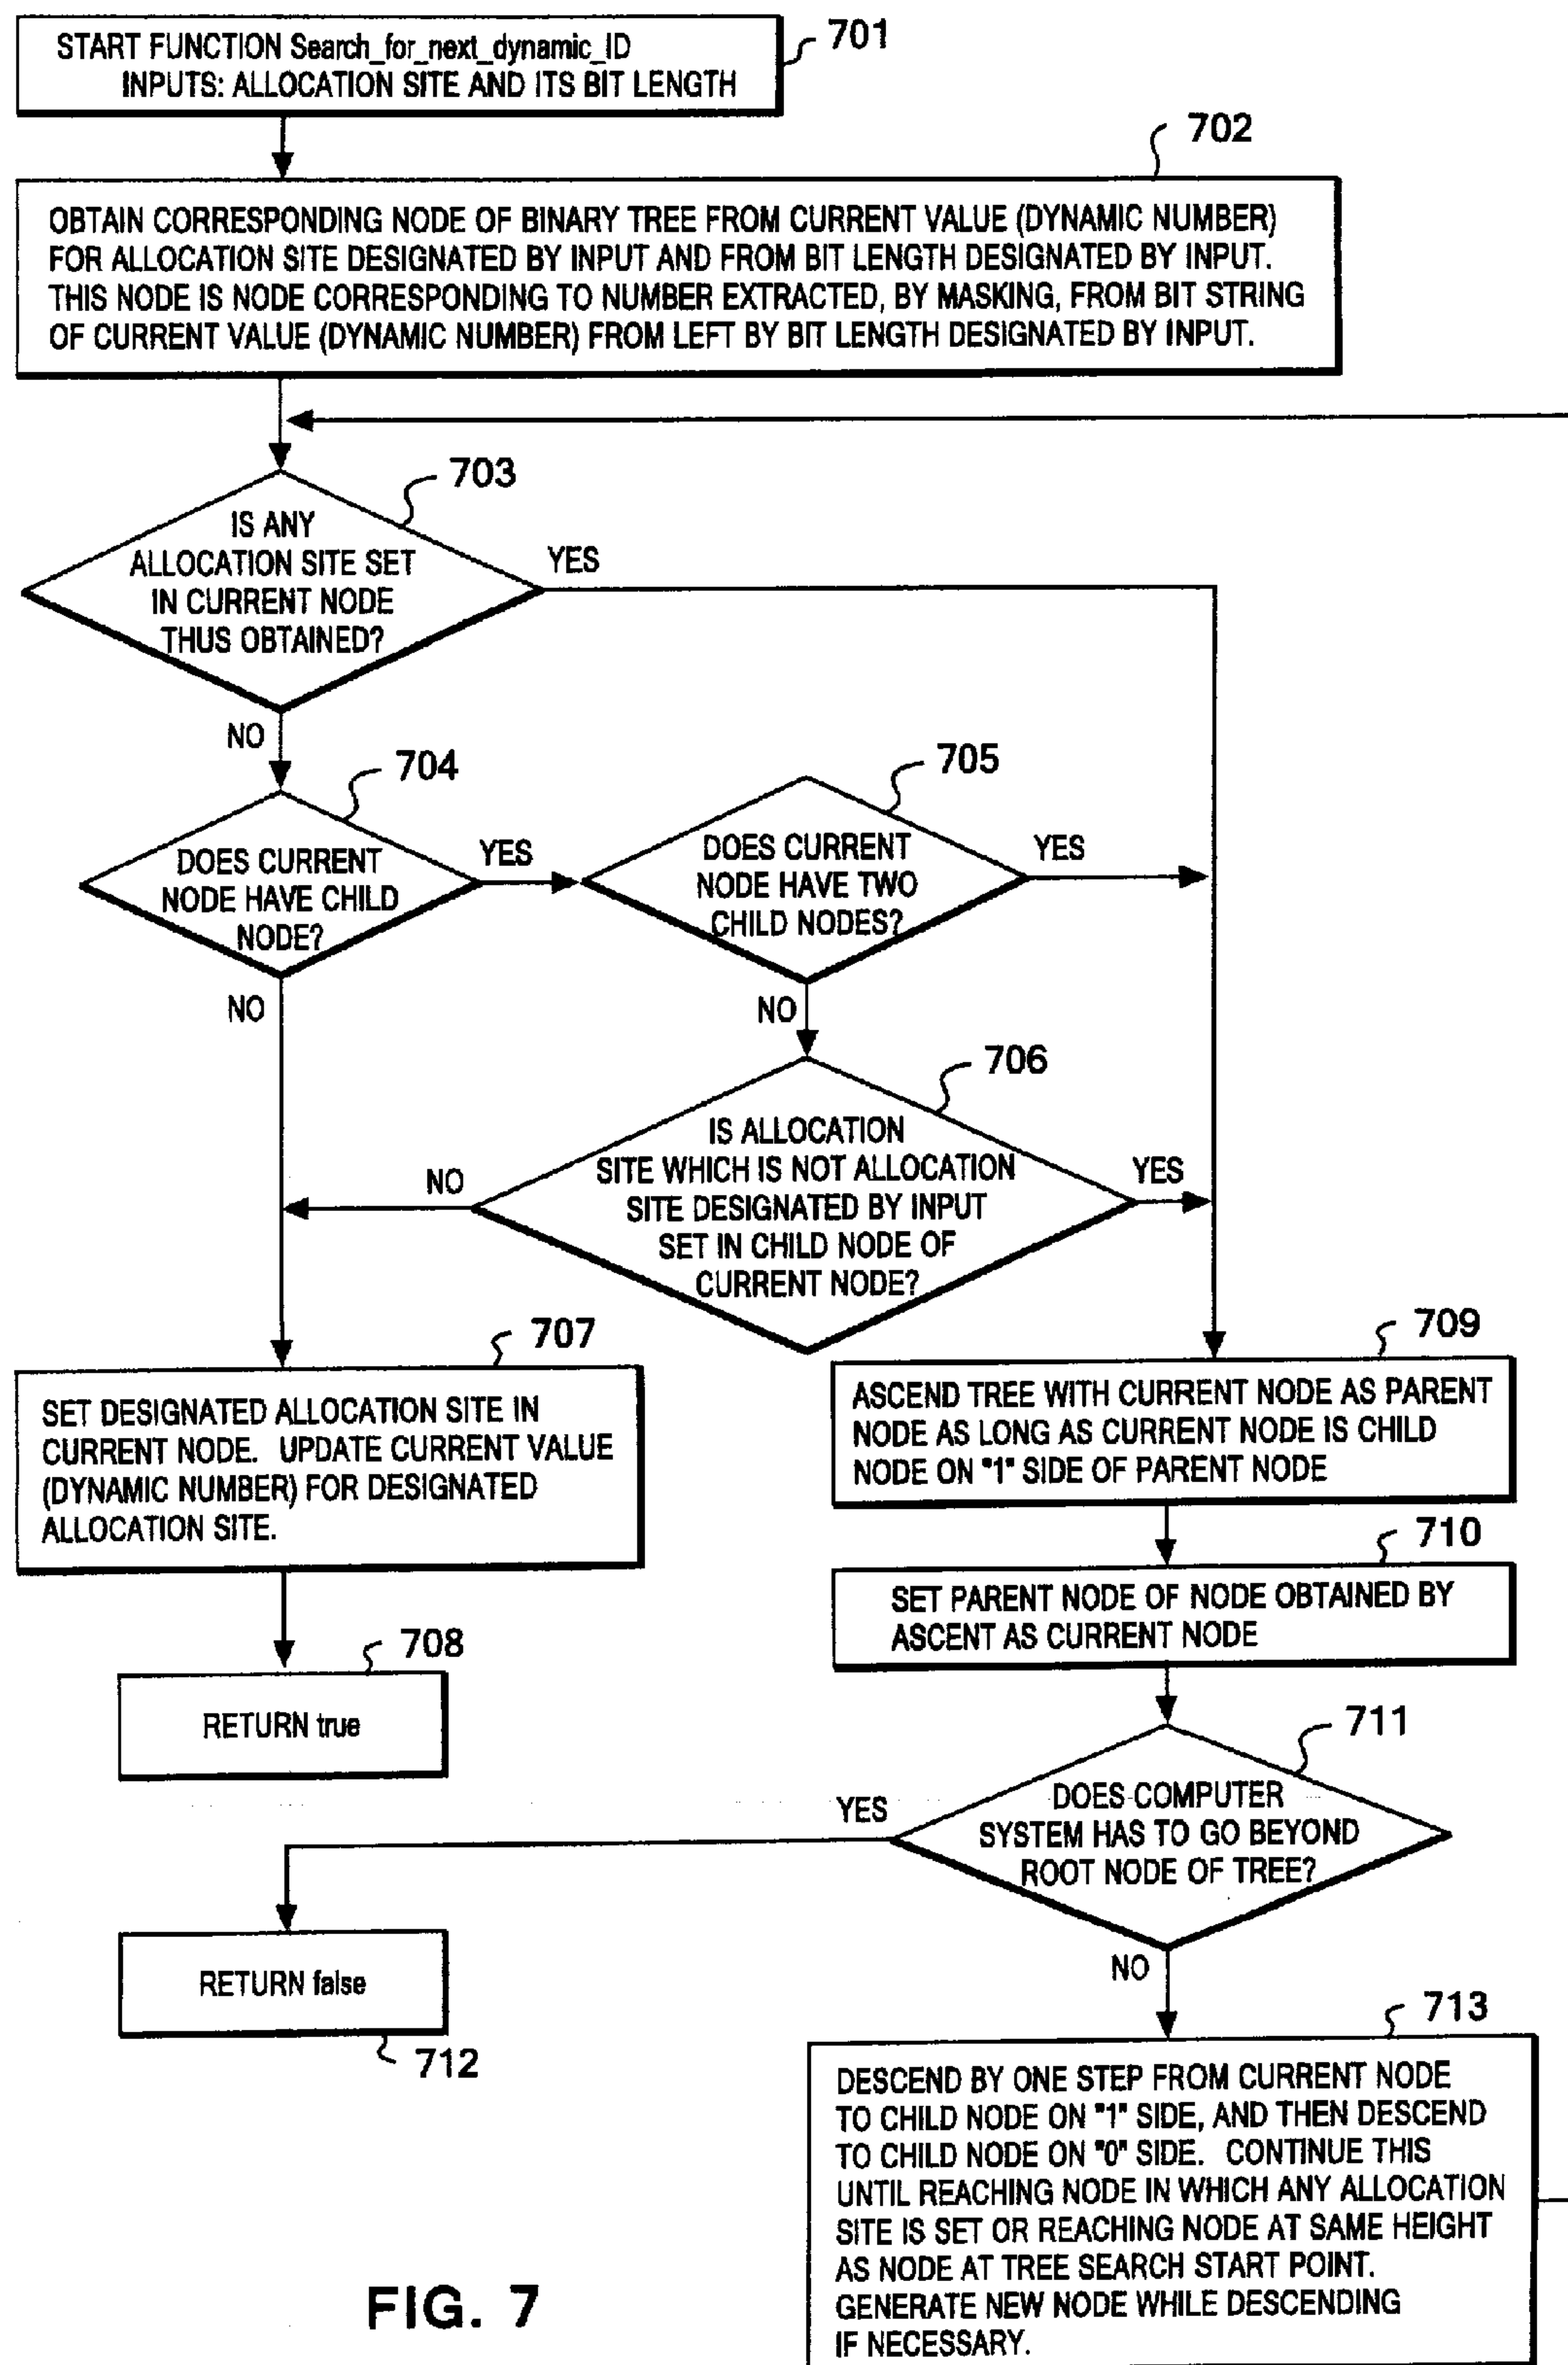 START FUNCTION Search_for_next_dynamic_ID
INPUTS: ALLOCATION SITE AND ITS BIT LENGTH
701
702
OBTAIN CORRESPONDING NODE OF BINARY TREE FROM CURRENT VALUE (DYNAMIC NUMBER)
FOR ALLOCATION SITE DESIGNATED BY INPUT AND FROM BIT LENGTH DESIGNATED BY INPUT.
THIS NODE IS NODE CORRESPONDING TO NUMBER EXTRACTED, BY MASKING, FROM BIT STRING
OF CURRENT VALUE (DYNAMIC NUMBER) FROM LEFT BY BIT LENGTH DESIGNATED BY INPUT.
703
IS ANY
ALLOCATION SITE SET
IN CURRENT NODE
THUS OBTAINED?
YES
NO
704
DOES CURRENT
NODE HAVE CHILD
NODE?
YES
NO
705
DOES CURRENT
NODE HAVE TWO
CHILD NODES?
YES
NO
706
IS ALLOCATION
SITE WHICH IS NOT ALLOCATION
SITE DESIGNATED BY INPUT
SET IN CHILD NODE OF
CURRENT NODE?
NO
YES
707
SET DESIGNATED ALLOCATION SITE IN
CURRENT NODE. UPDATE CURRENT VALUE
(DYNAMIC NUMBER) FOR DESIGNATED
ALLOCATION SITE.
708
RETURN true
709
ASCEND TREE WITH CURRENT NODE AS PARENT
NODE AS LONG AS CURRENT NODE IS CHILD
NODE ON "1" SIDE OF PARENT NODE
710
SET PARENT NODE OF NODE OBTAINED BY
ASCENT AS CURRENT NODE
711
DOES COMPUTER
SYSTEM HAS TO GO BEYOND
ROOT NODE OF TREE?
YES
NO
RETURN false
712
713
DESCEND BY ONE STEP FROM CURRENT NODE
TO CHILD NODE ON "1" SIDE, AND THEN DESCEND
TO CHILD NODE ON "0" SIDE. CONTINUE THIS
UNTIL REACHING NODE IN WHICH ANY ALLOCATION
SITE IS SET OR REACHING NODE AT SAME HEIGHT
AS NODE AT TREE SEARCH START POINT.
GENERATE NEW NODE WHILE DESCENDING
IF NECESSARY.
FIG. 7